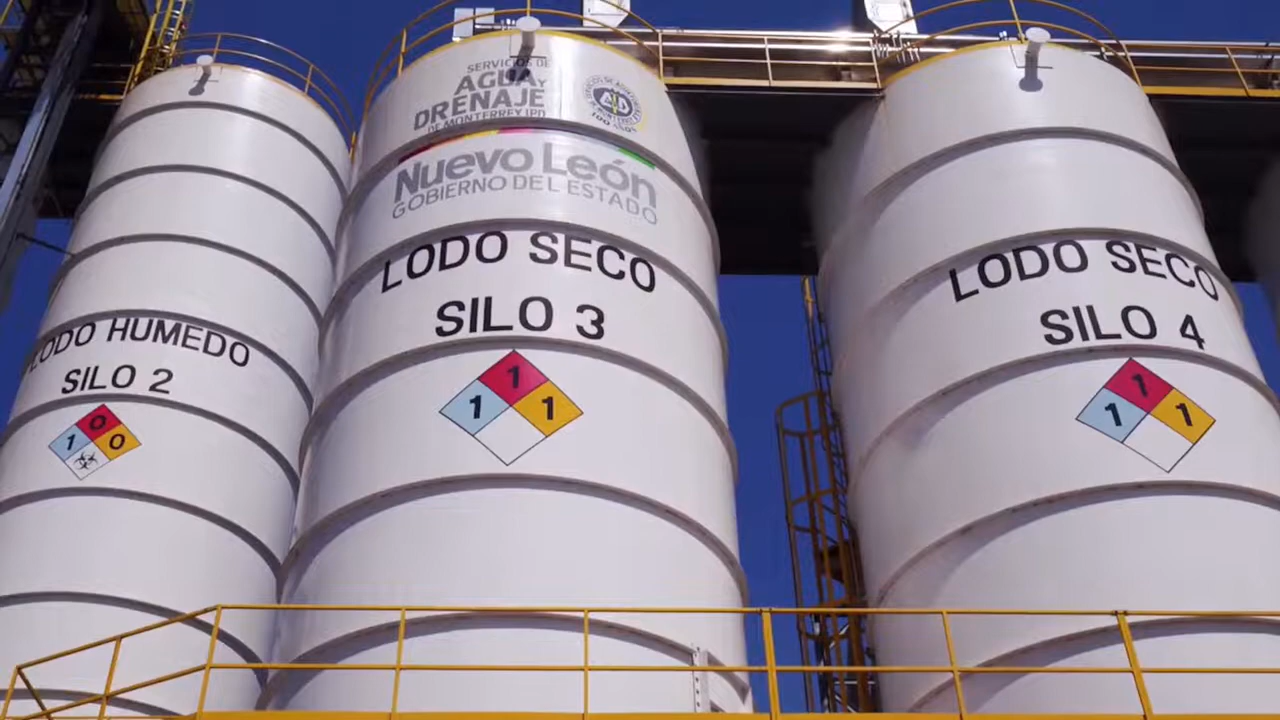 SERVICIOS DE
AGUA Y
DRENAJE
DE MONTERREY IPD
Nuevo León
GOBIERNO DEL ESTADO
LODO HUMEDO
SILO 2
0
1
0
LODO SECO
SILO 3
1
1
1
LODO SECO
SILO 4
1
1
1